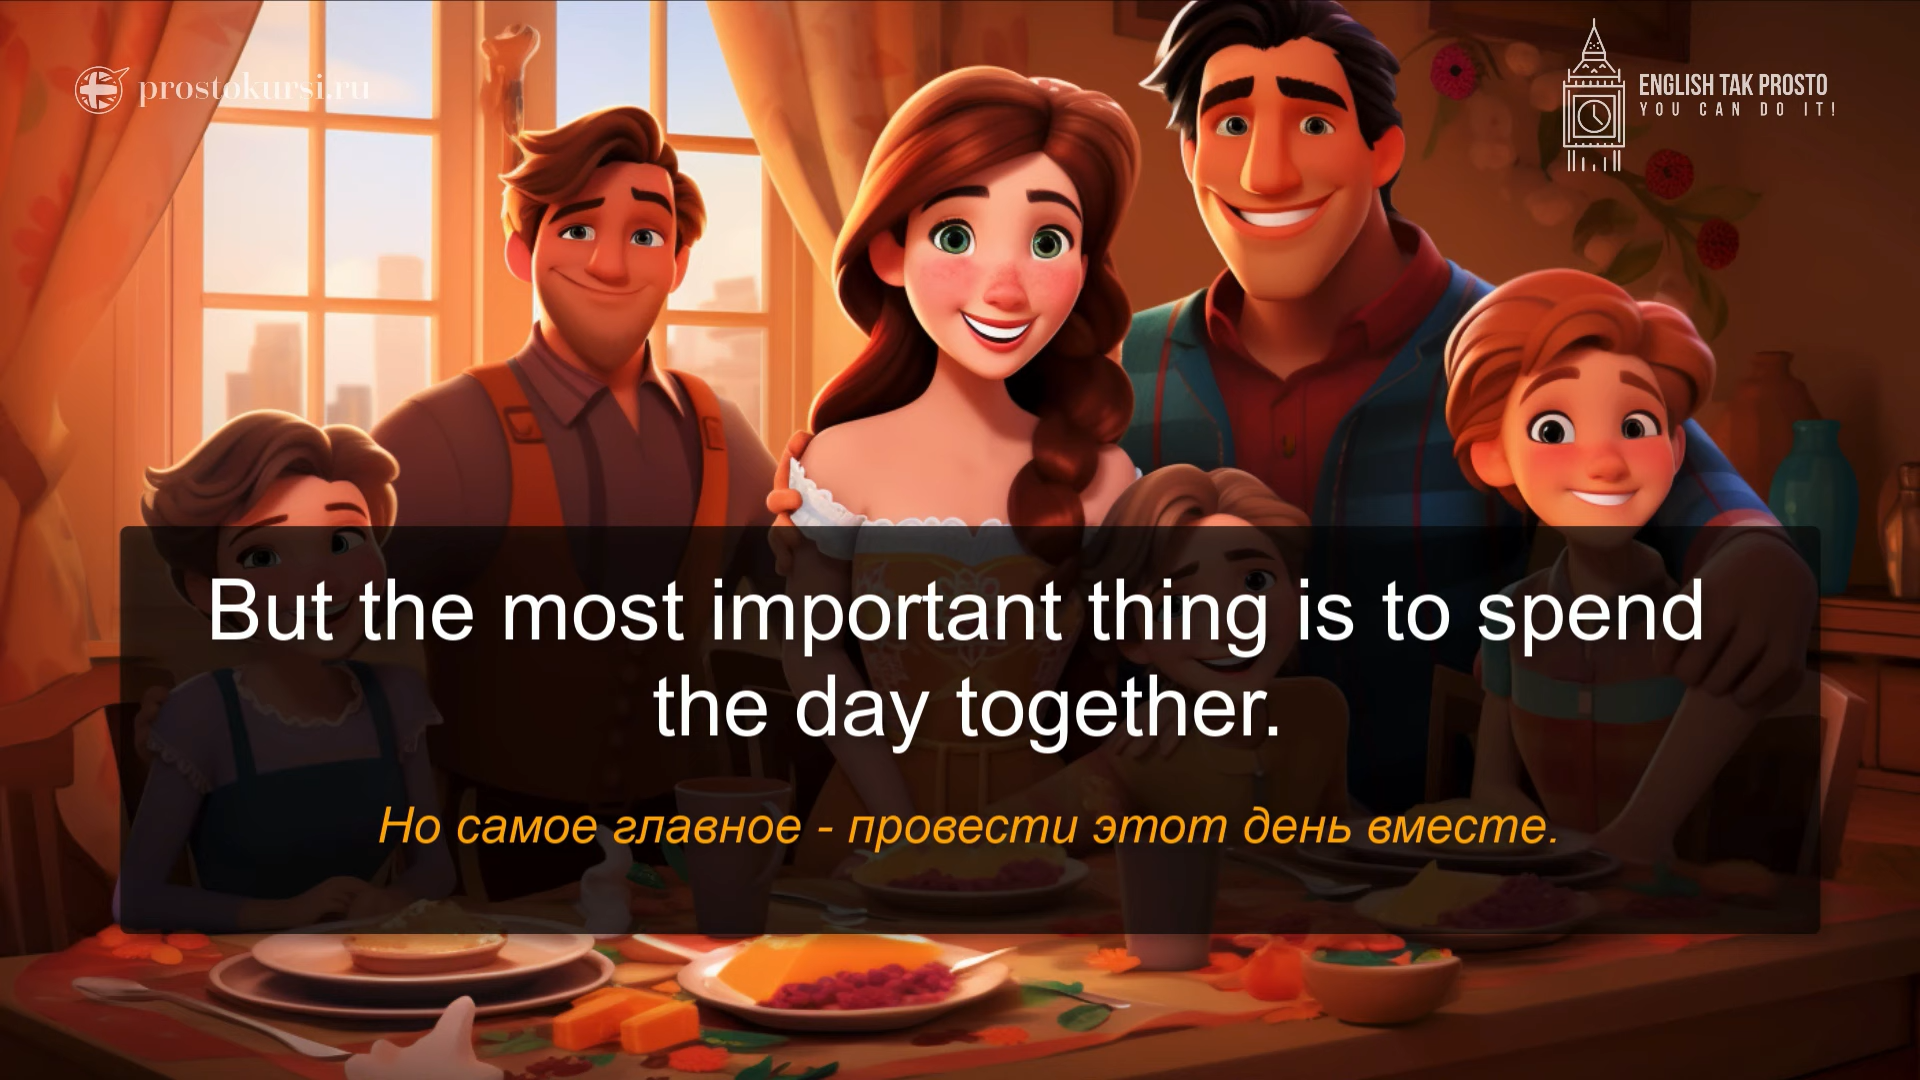 prostokursi.ru
ENGLISH TAK PROSTO
YOU CAN DO IT!
But the most important thing is to spend
the day together.
Но самое главное - провести этот день вместе.